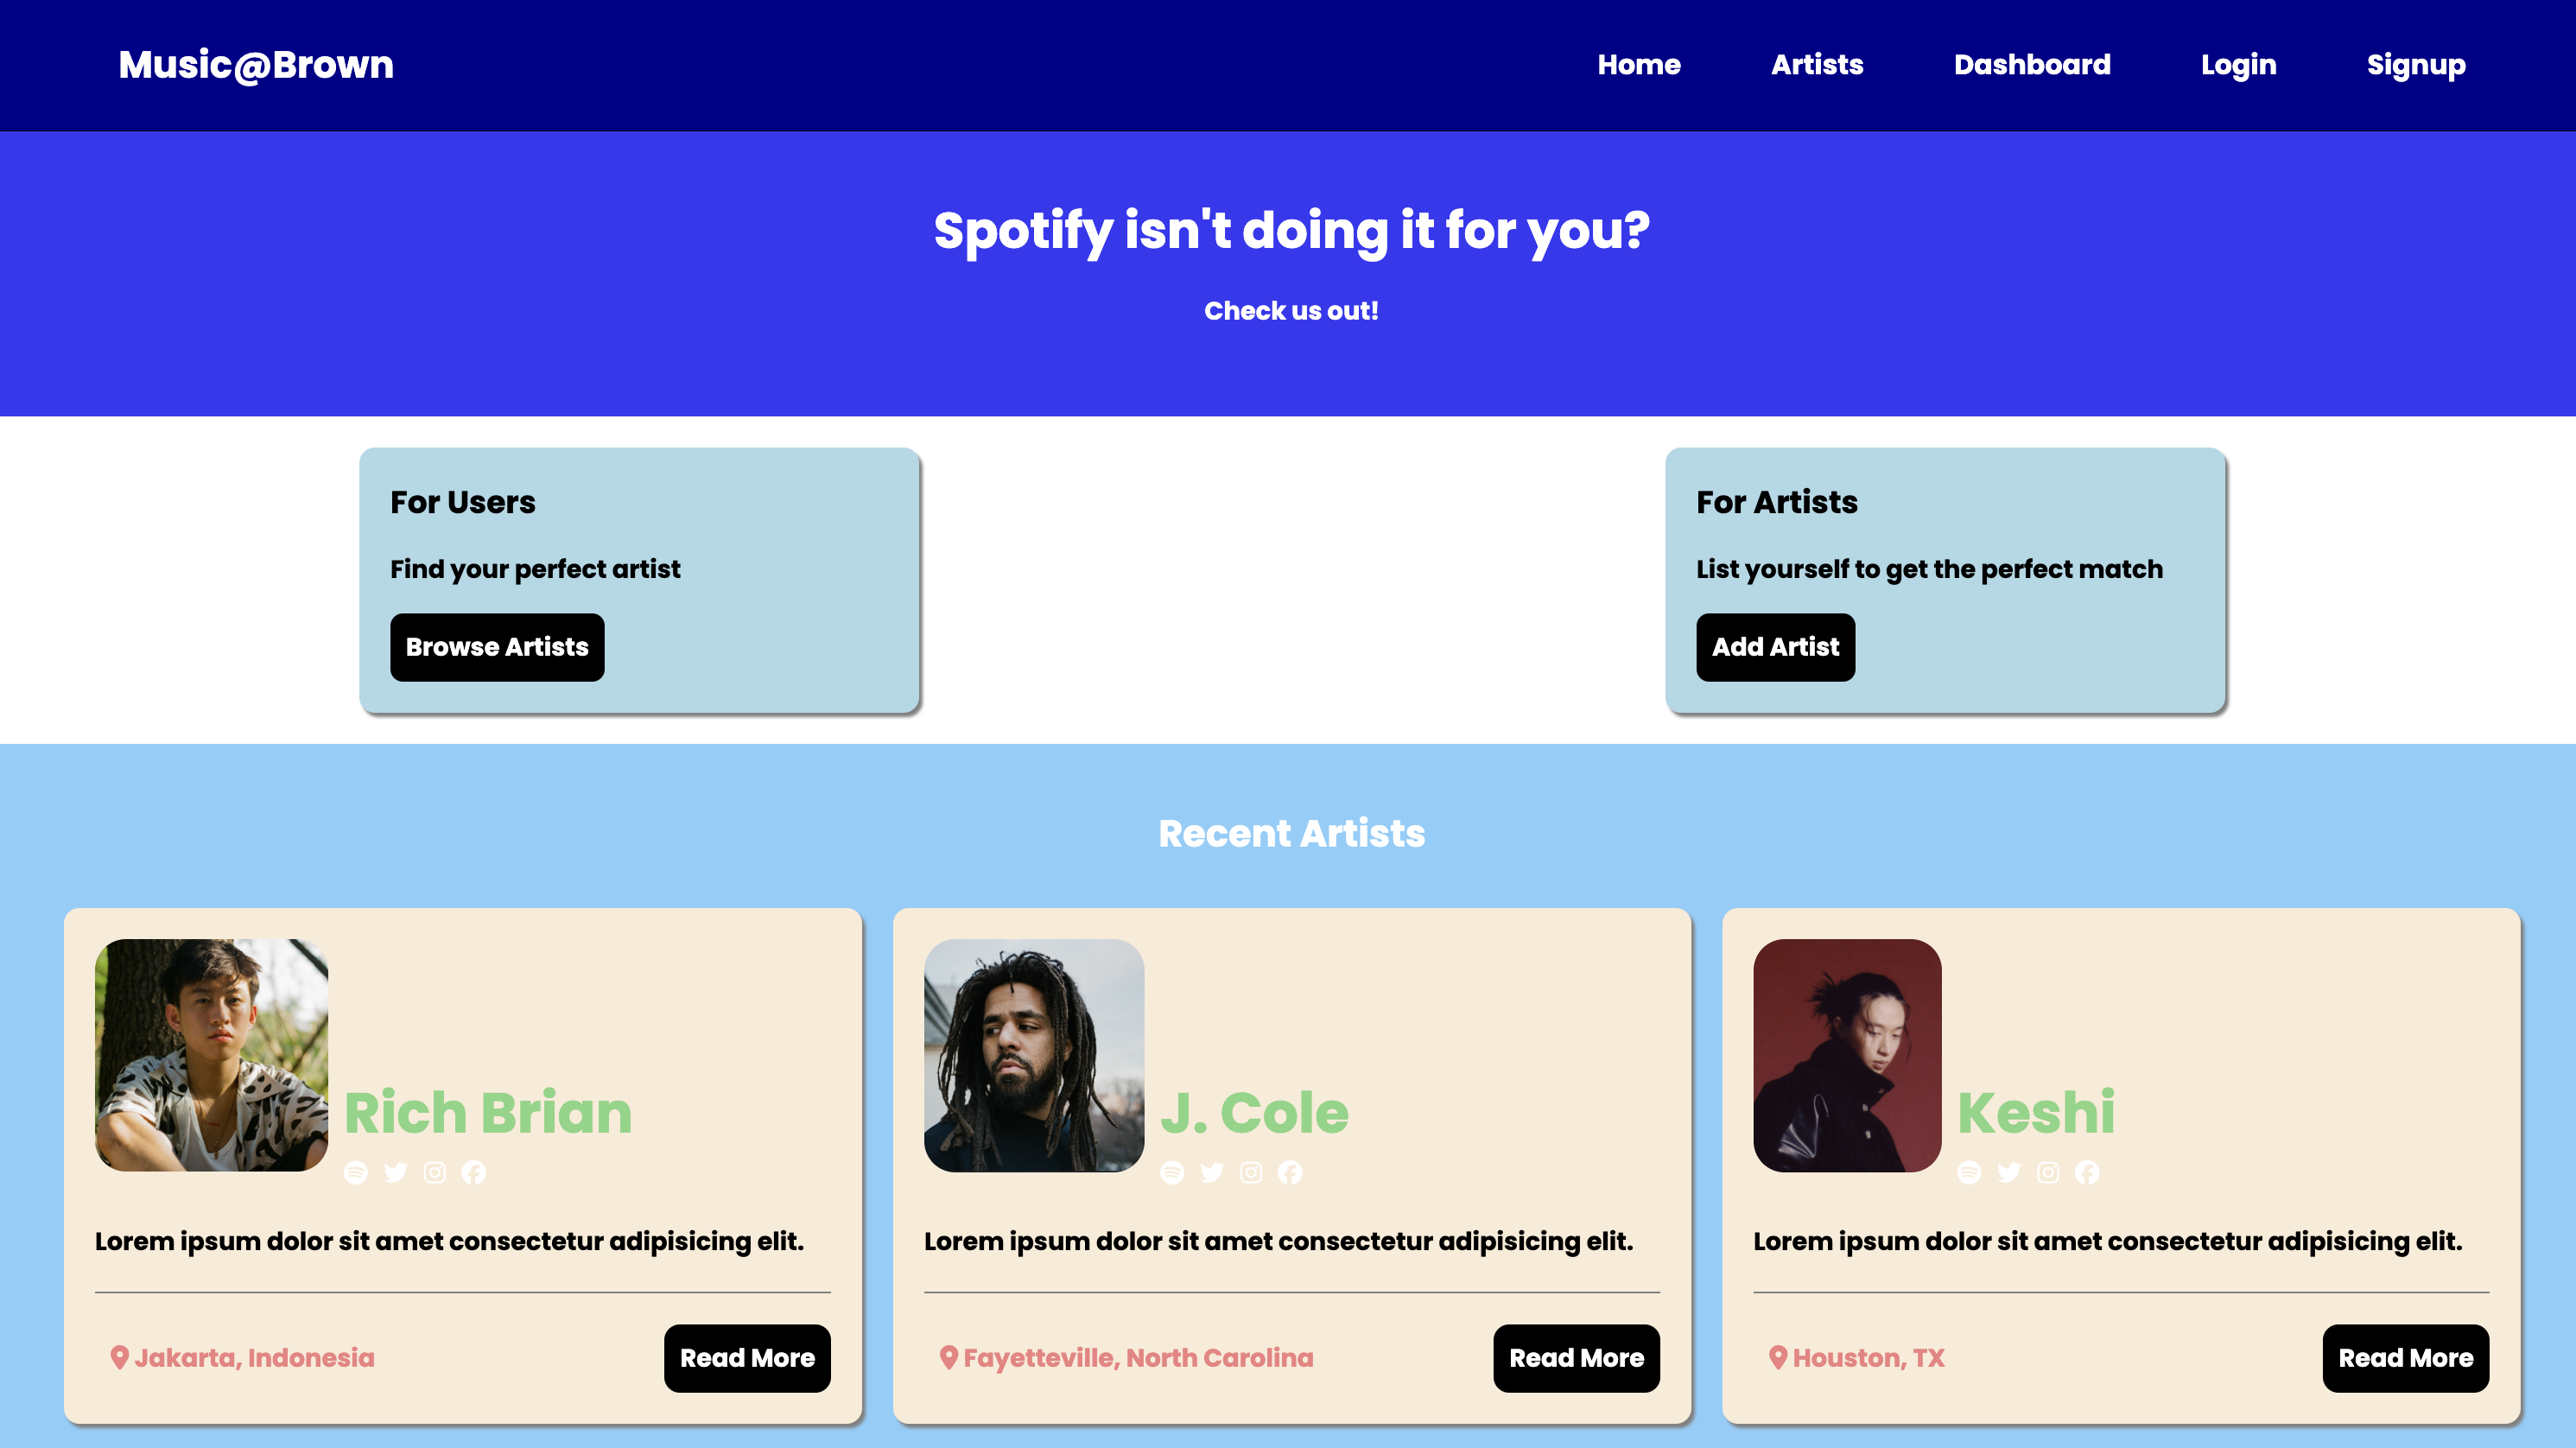 Music@Brown
Home Artists Dashboard Login Signup
Spotify isn't doing it for you?
Check us out!
For Users
Find your perfect artist
Browse Artists
For Artists
List yourself to get the perfect match
Add Artist
Recent Artists
Rich Brian
Lorem ipsum dolor sit amet consectetur adipisicing elit.
Jakarta, Indonesia
Read More
J. Cole
Lorem ipsum dolor sit amet consectetur adipisicing elit.
Fayetteville, North Carolina
Read More
Keshi
Lorem ipsum dolor sit amet consectetur adipisicing elit.
Houston, TX
Read More